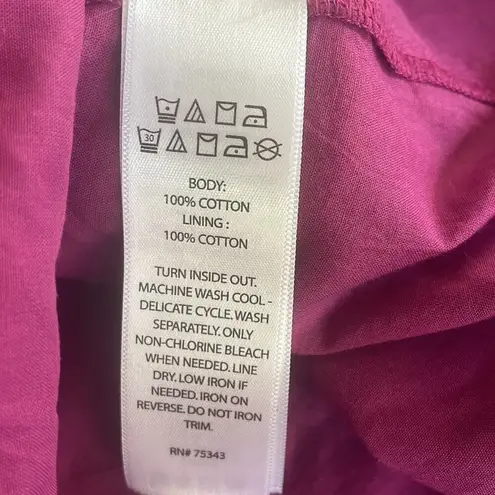 30
BODY:
100% COTTON
LINING :
100% COTTON
TURN INSIDE OUT.
MACHINE WASH COOL -
DELICATE CYCLE. WASH
SEPARATELY. ONLY
NON-CHLORINE BLEACH
WHEN NEEDED. LINE
DRY. LOW IRON IF
NEEDED. IRON ON
REVERSE. DO NOT IRON
TRIM.
RN# 75343